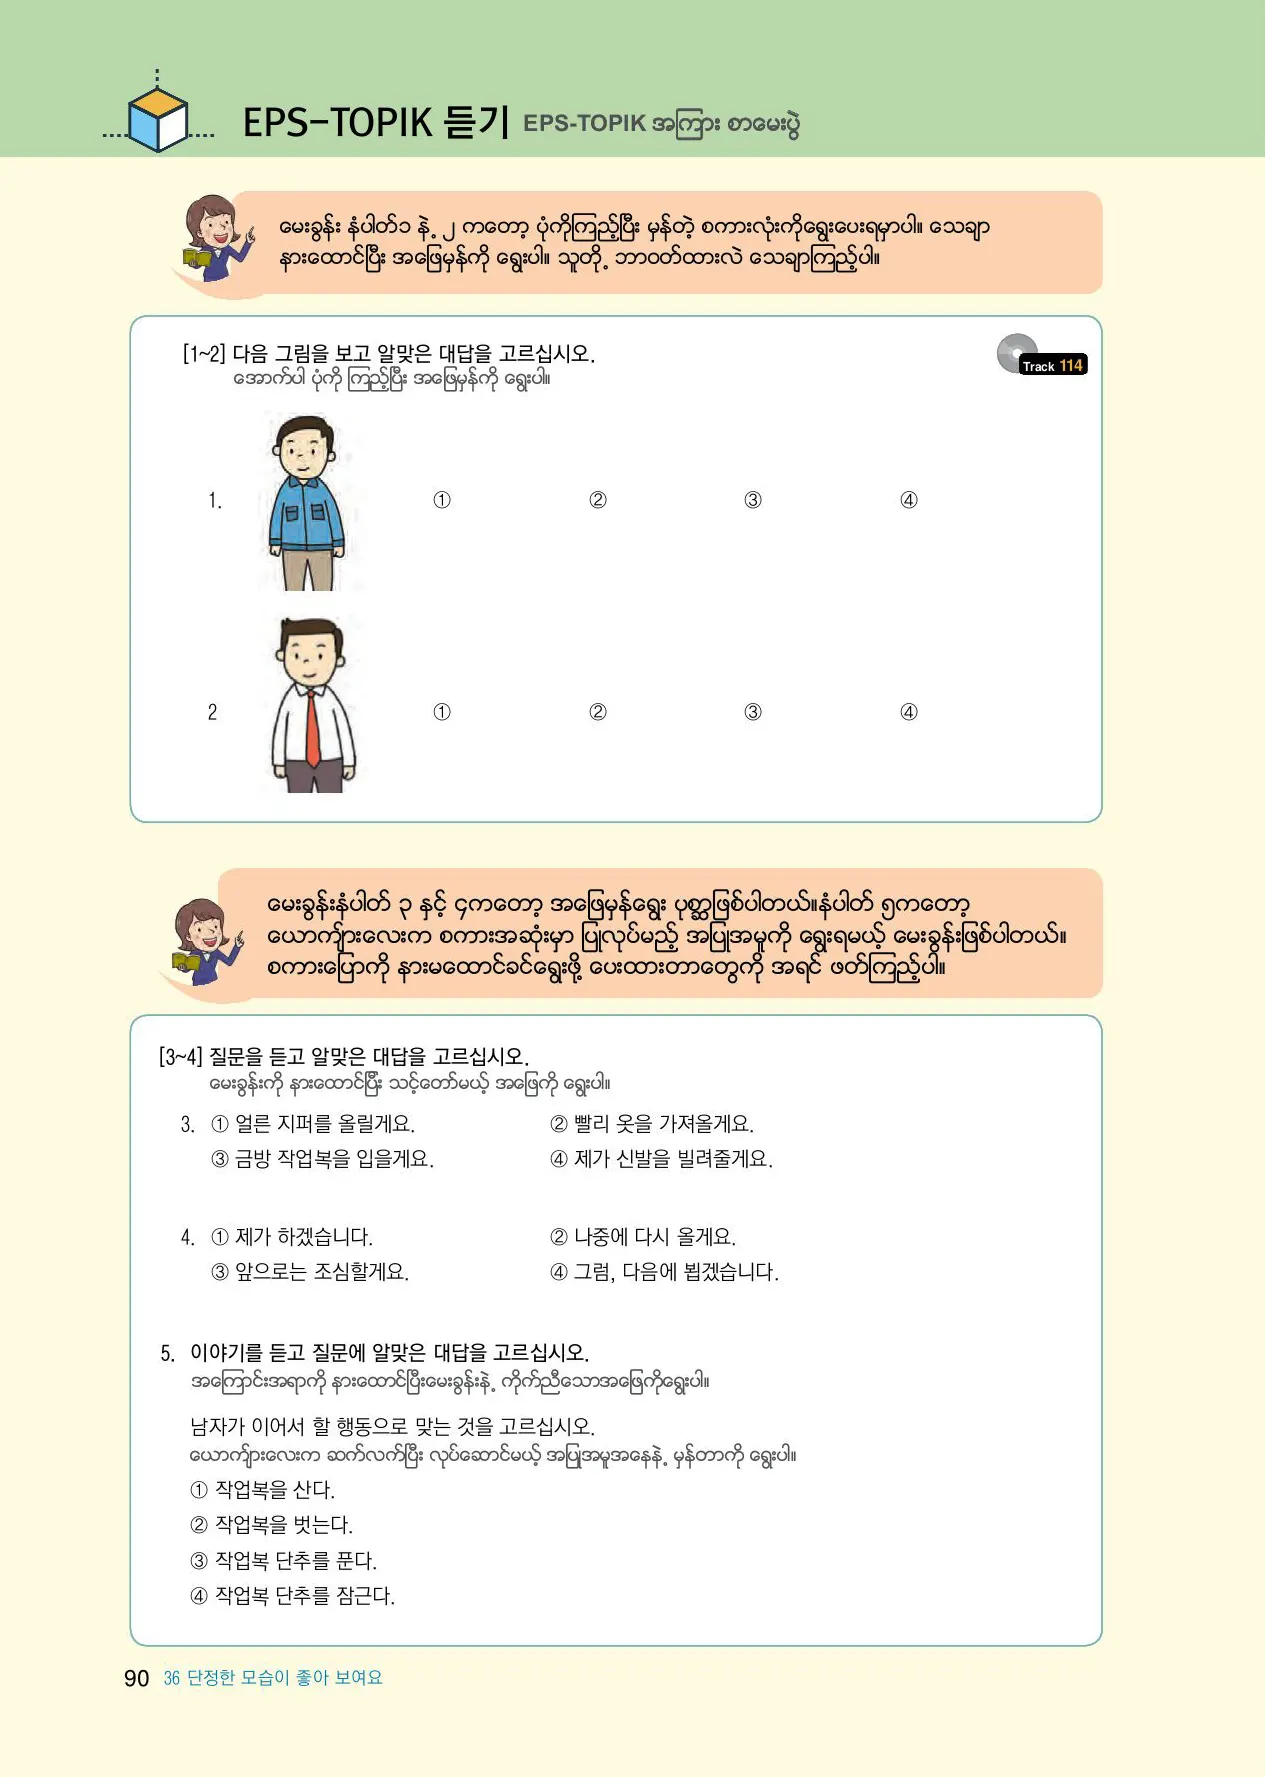 EPS-TOPIK 듣기 EPS-TOPIK အကြား စာမေးပွဲ
မေးခွန်း နံပါတ်၁ နဲ့ ၂ ကတော့ ပုံကိုကြည့်ပြီး မှန်တဲ့ စကားလုံးကိုရွေးပေးရမှာပါ။ သေချာ
နားထောင်ပြီး အဖြေမှန်ကို ရွေးပါ။ သူတို့ ဘာဝတ်ထားလဲ သေချာကြည့်ပါ။
[1~2] 다음 그림을 보고 알맞은 대답을 고르십시오.
အောက်ပါ ပုံကို ကြည့်ပြီး အဖြေမှန်ကို ရွေးပါ။
Track 114
1. ① ② ③ ④
2 ① ② ③ ④
မေးခွန်းနံပါတ် ၃ နှင့် ၄ကတော့ အဖြေမှန်ရွေး ပုစ္ဆာဖြစ်ပါတယ်။နံပါတ် ၅ကတော့
ယောက်ျားလေးက စကားအဆုံးမှာ ပြုလုပ်မည့် အပြုအမူကို ရွေးရမယ့် မေးခွန်းဖြစ်ပါတယ်။
စကားပြောကို နားမထောင်ခင်ရွေးဖို့ ပေးထားတာတွေကို အရင် ဖတ်ကြည့်ပါ။
[3~4] 질문을 듣고 알맞은 대답을 고르십시오.
မေးခွန်းကို နားထောင်ပြီး သင့်တော်မယ့် အဖြေကို ရွေးပါ။
3. ① 얼른 지퍼를 올릴게요. ② 빨리 옷을 가져올게요.
③ 금방 작업복을 입을게요. ④ 제가 신발을 빌려줄게요.
4. ① 제가 하겠습니다. ② 나중에 다시 올게요.
③ 앞으로는 조심할게요. ④ 그럼, 다음에 뵙겠습니다.
5. 이야기를 듣고 질문에 알맞은 대답을 고르십시오.
အကြောင်းအရာကို နားထောင်ပြီးမေးခွန်းနဲ့ ကိုက်ညီသောအဖြေကိုရွေးပါ။
남자가 이어서 할 행동으로 맞는 것을 고르십시오.
ယောက်ျားလေးက ဆက်လက်ပြီး လုပ်ဆောင်မယ့် အပြုအမူအနေနဲ့ မှန်တာကို ရွေးပါ။
① 작업복을 산다.
② 작업복을 벗는다.
③ 작업복 단추를 푼다.
④ 작업복 단추를 잠근다.
90 36 단정한 모습이 좋아 보여요